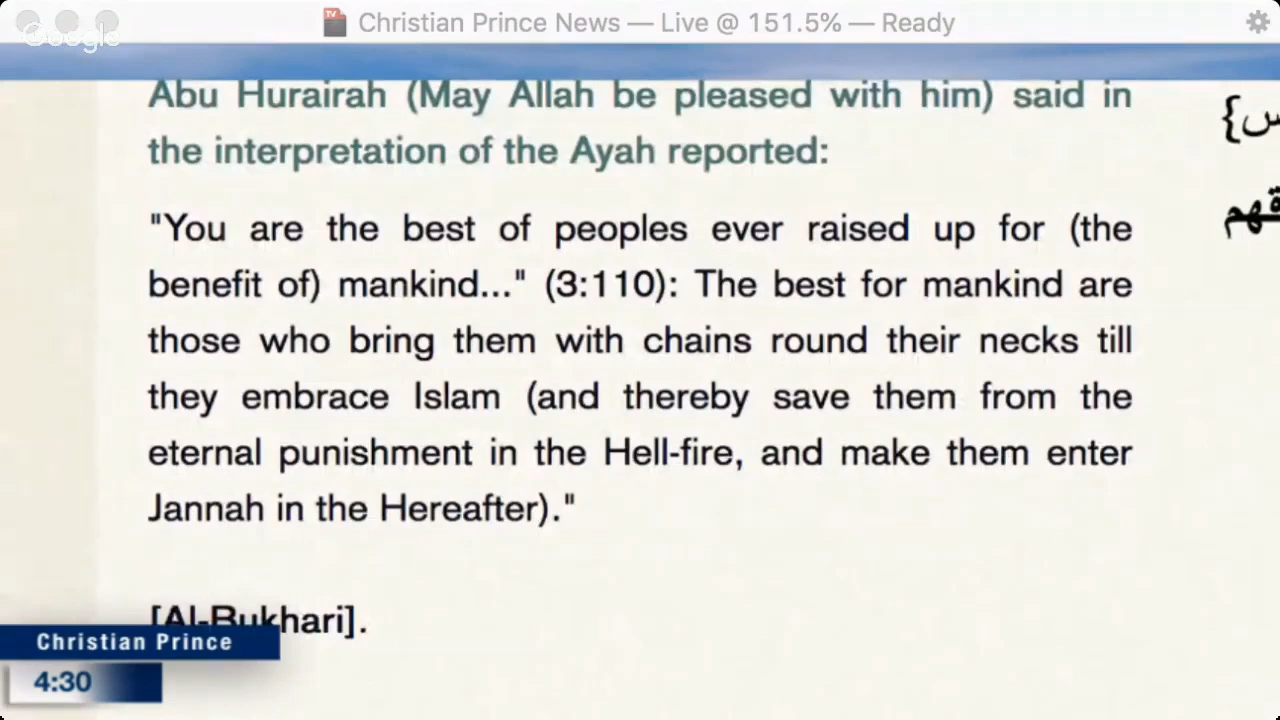 Christian Prince News — Live @ 151.5% — Ready
Google
Abu Hurairah (May Allah be pleased with him) said in
the interpretation of the Ayah reported:
"You are the best of peoples ever raised up for (the
benefit of) mankind..." (3:110): The best for mankind are
those who bring them with chains round their necks till
they embrace Islam (and thereby save them from the
eternal punishment in the Hell-fire, and make them enter
Jannah in the Hereafter)."
[Al-Bukhari].
Christian Prince
4:30